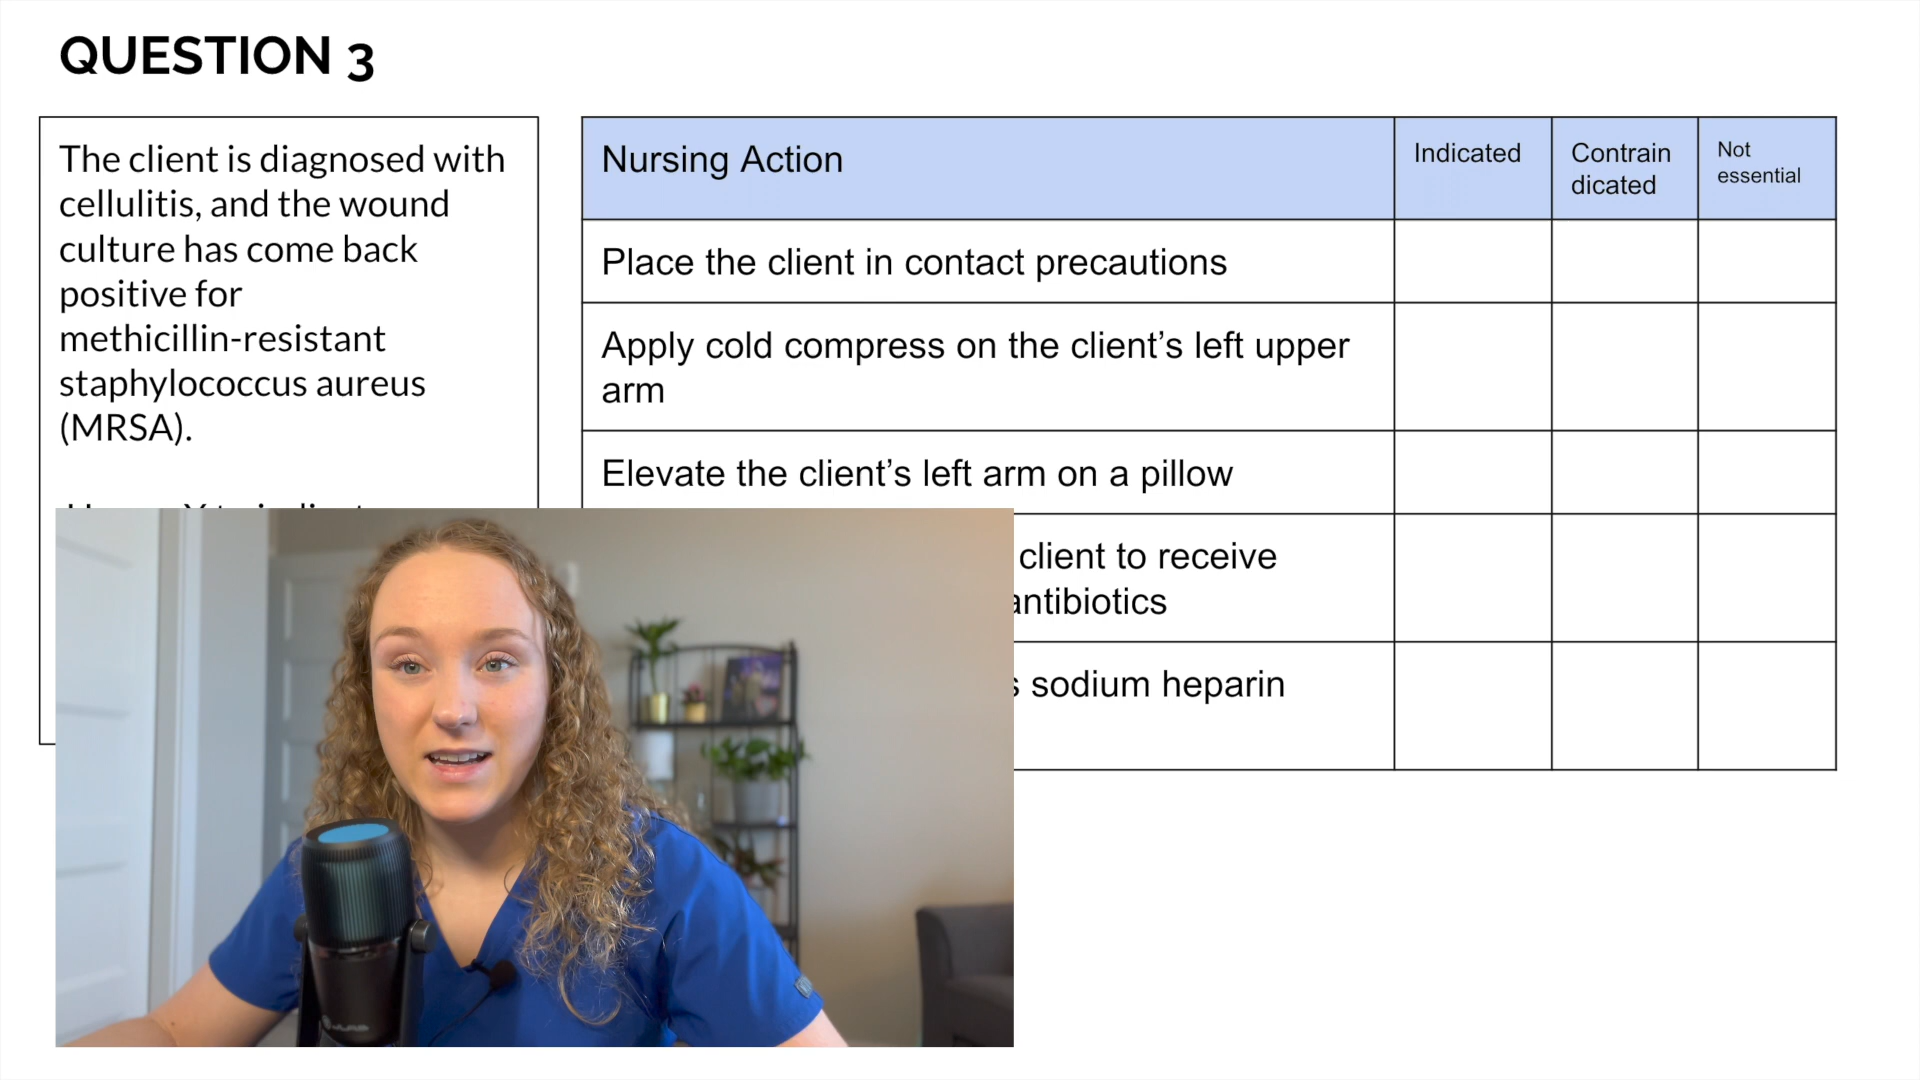 QUESTION 3
The client is diagnosed with
cellulitis, and the wound
culture has come back
positive for
methicillin-resistant
staphylococcus aureus
(MRSA).
Nursing Action
Indicated
Contrain
dicated
Not
essential
Place the client in contact precautions
Apply cold compress on the client’s left upper
arm
Elevate the client’s left arm on a pillow
client to receive
antibiotics
sodium heparin